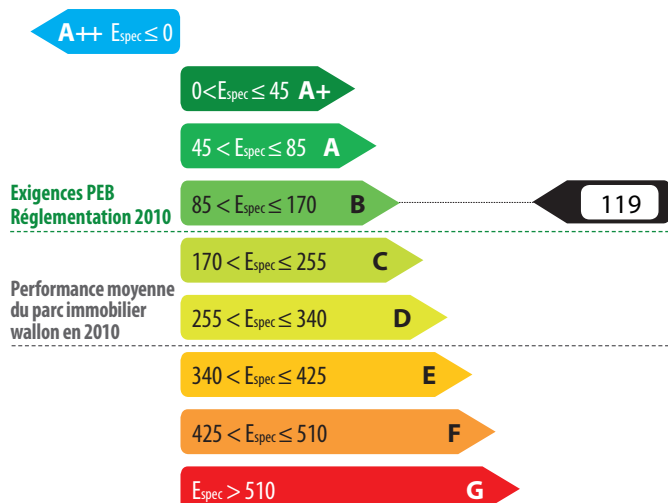 A++ Espec ≤ 0
0<Espec ≤ 45 A+
45 < Espec ≤ 85 A
Exigences PEB
Réglementation 2010
85 < Espec ≤ 170 B
119
170 < Espec ≤ 255 C
Performance moyenne
du parc immobilier
wallon en 2010
255 < Espec ≤ 340 D
340 < Espec ≤ 425 E
425 < Espec ≤ 510 F
Espec > 510 G